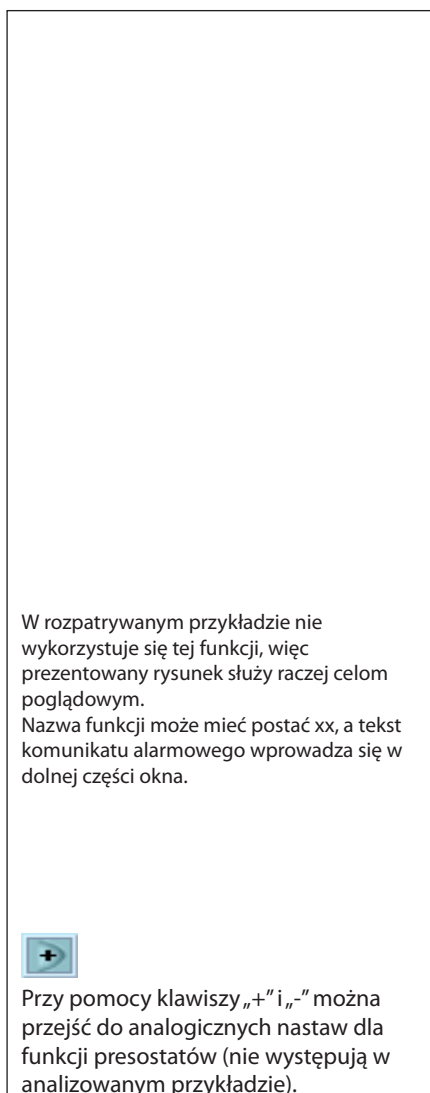 W rozpatrywanym przykładzie nie
wykorzystuje się tej funkcji, więc
prezentowany rysunek służy raczej celom
poglądowym.
Nazwa funkcji może mieć postać xx, a tekst
komunikatu alarmowego wprowadza się w
dolnej części okna.
+
Przy pomocy klawiszy „+” i „-” można
przejść do analogicznych nastaw dla
funkcji presostatów (nie występują w
analizowanym przykładzie).